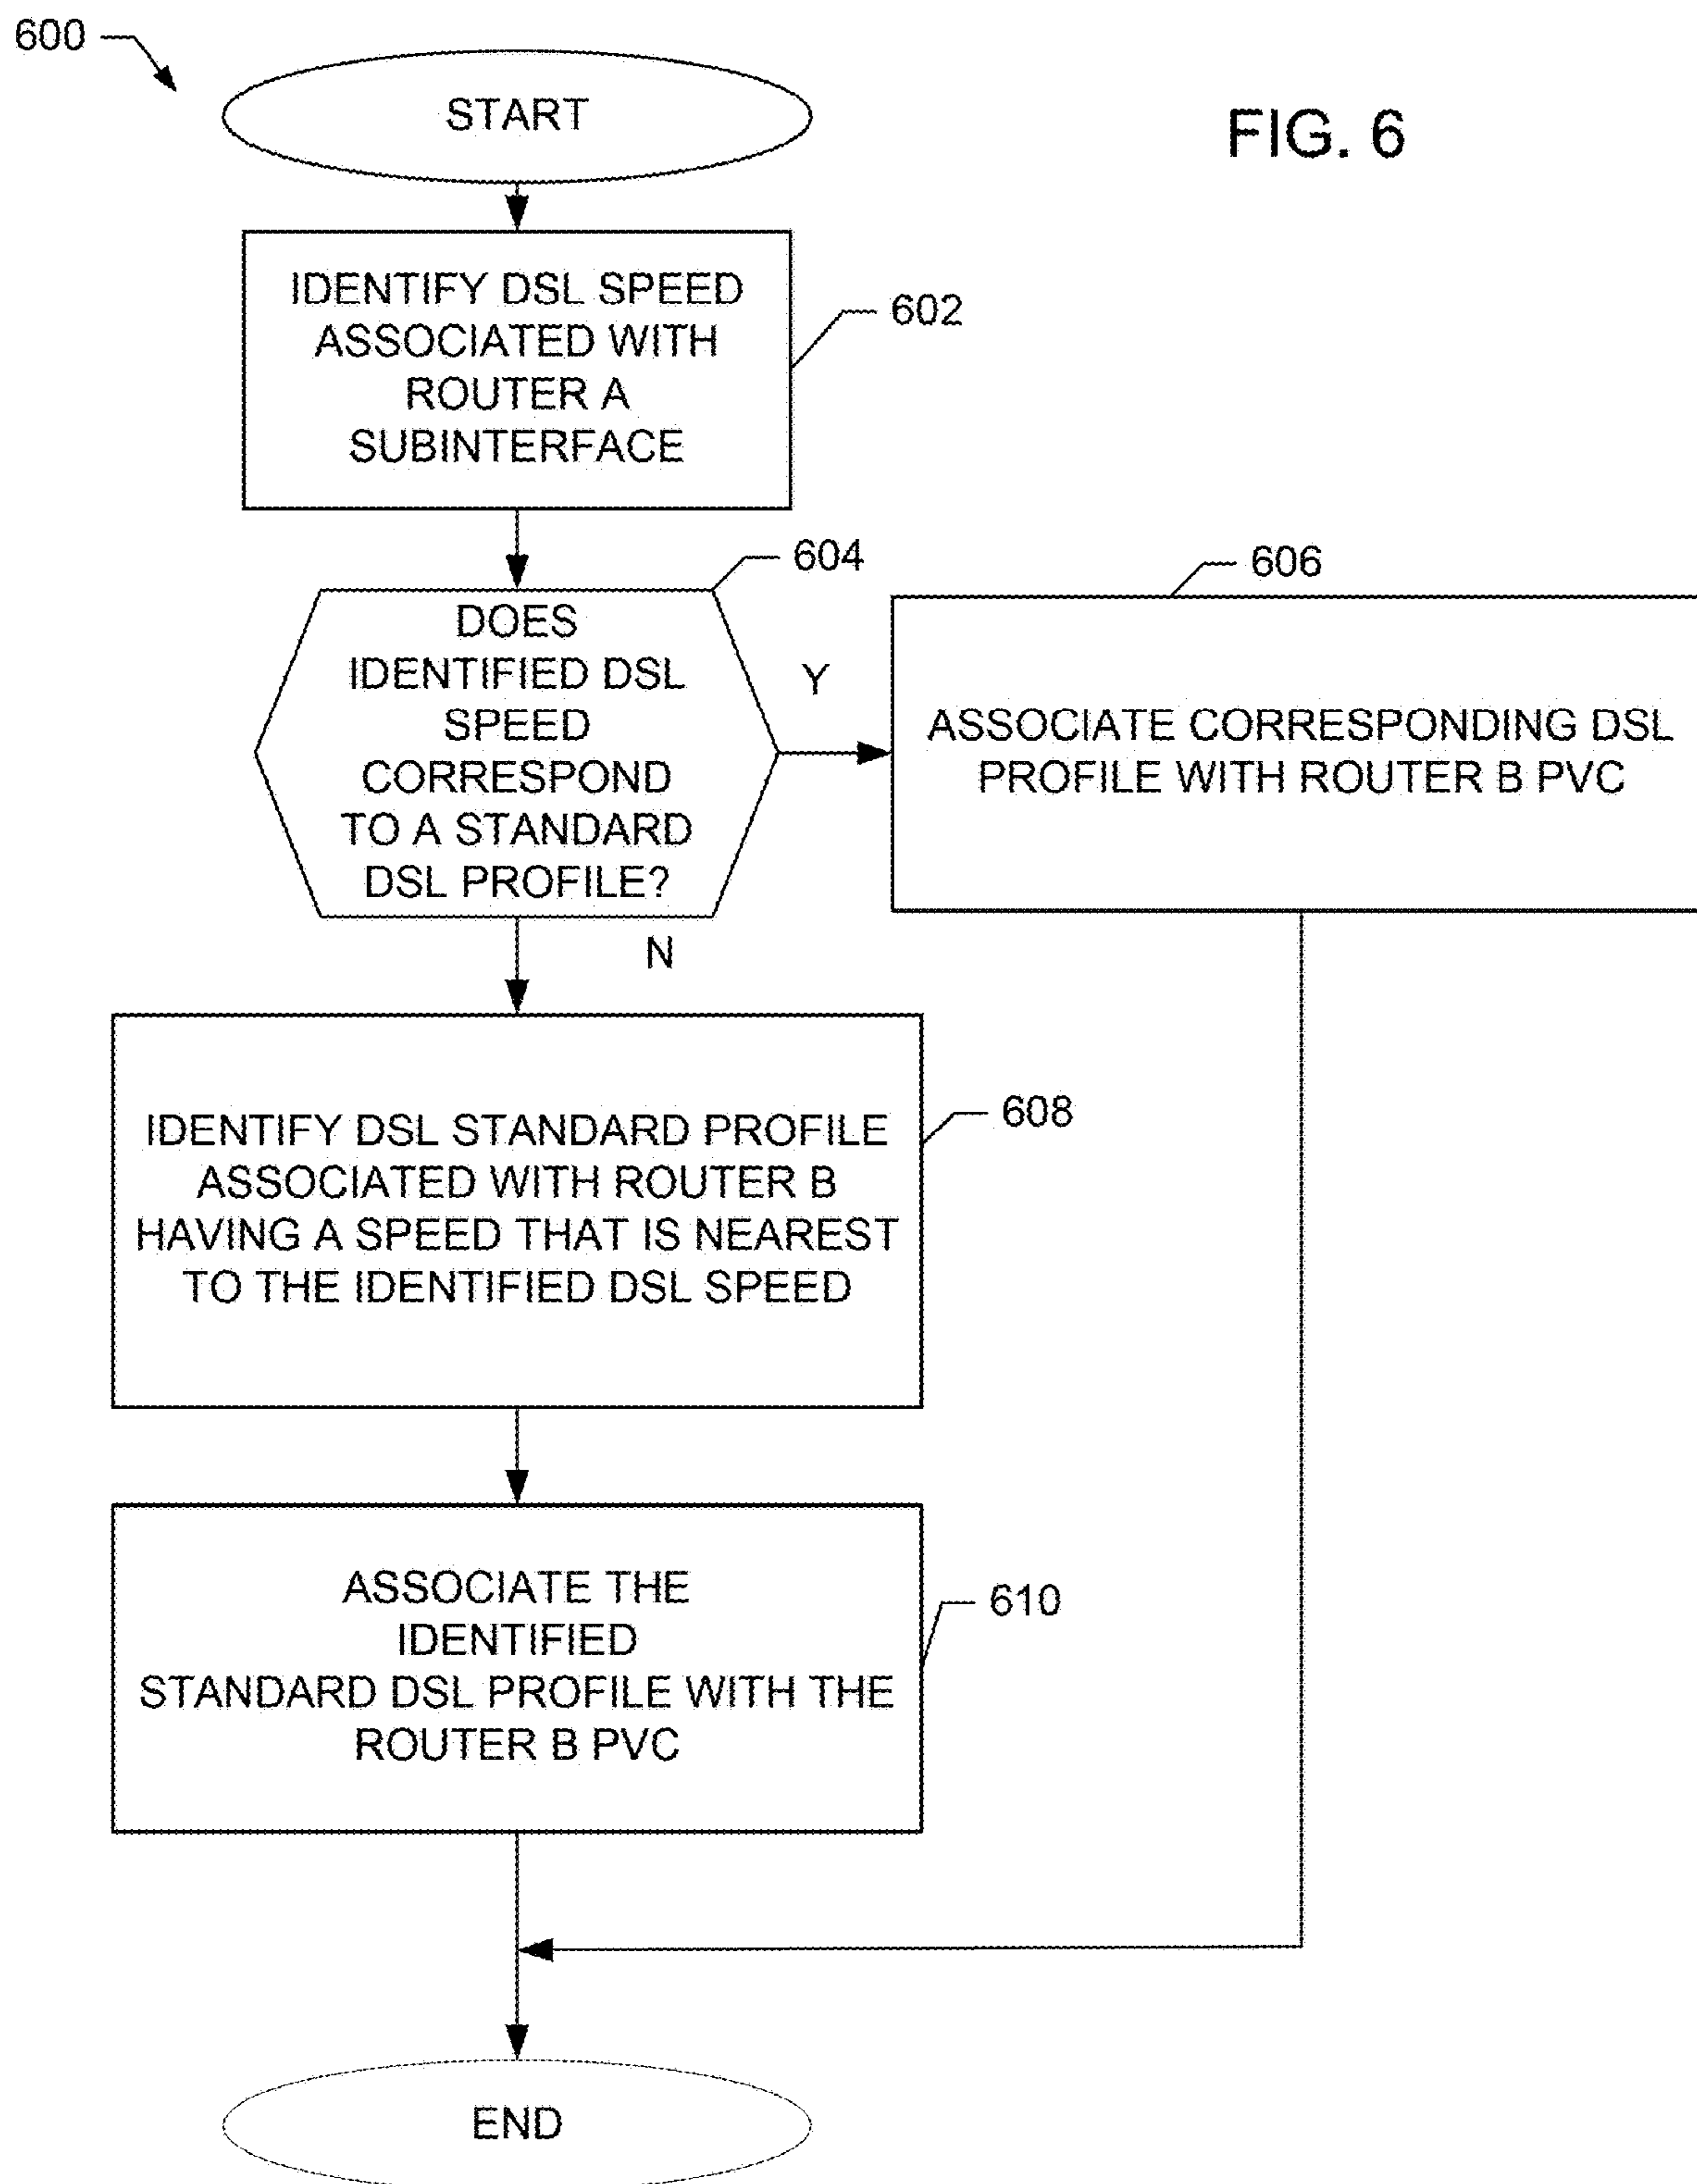 600
START
FIG. 6
IDENTIFY DSL SPEED
ASSOCIATED WITH
ROUTER A
SUBINTERFACE
602
604
DOES
IDENTIFIED DSL
SPEED
CORRESPOND
TO A STANDARD
DSL PROFILE?
Y
606
ASSOCIATE CORRESPONDING DSL
PROFILE WITH ROUTER B PVC
N
IDENTIFY DSL STANDARD PROFILE
ASSOCIATED WITH ROUTER B
HAVING A SPEED THAT IS NEAREST
TO THE IDENTIFIED DSL SPEED
608
ASSOCIATE THE
IDENTIFIED
STANDARD DSL PROFILE WITH THE
ROUTER B PVC
610
END